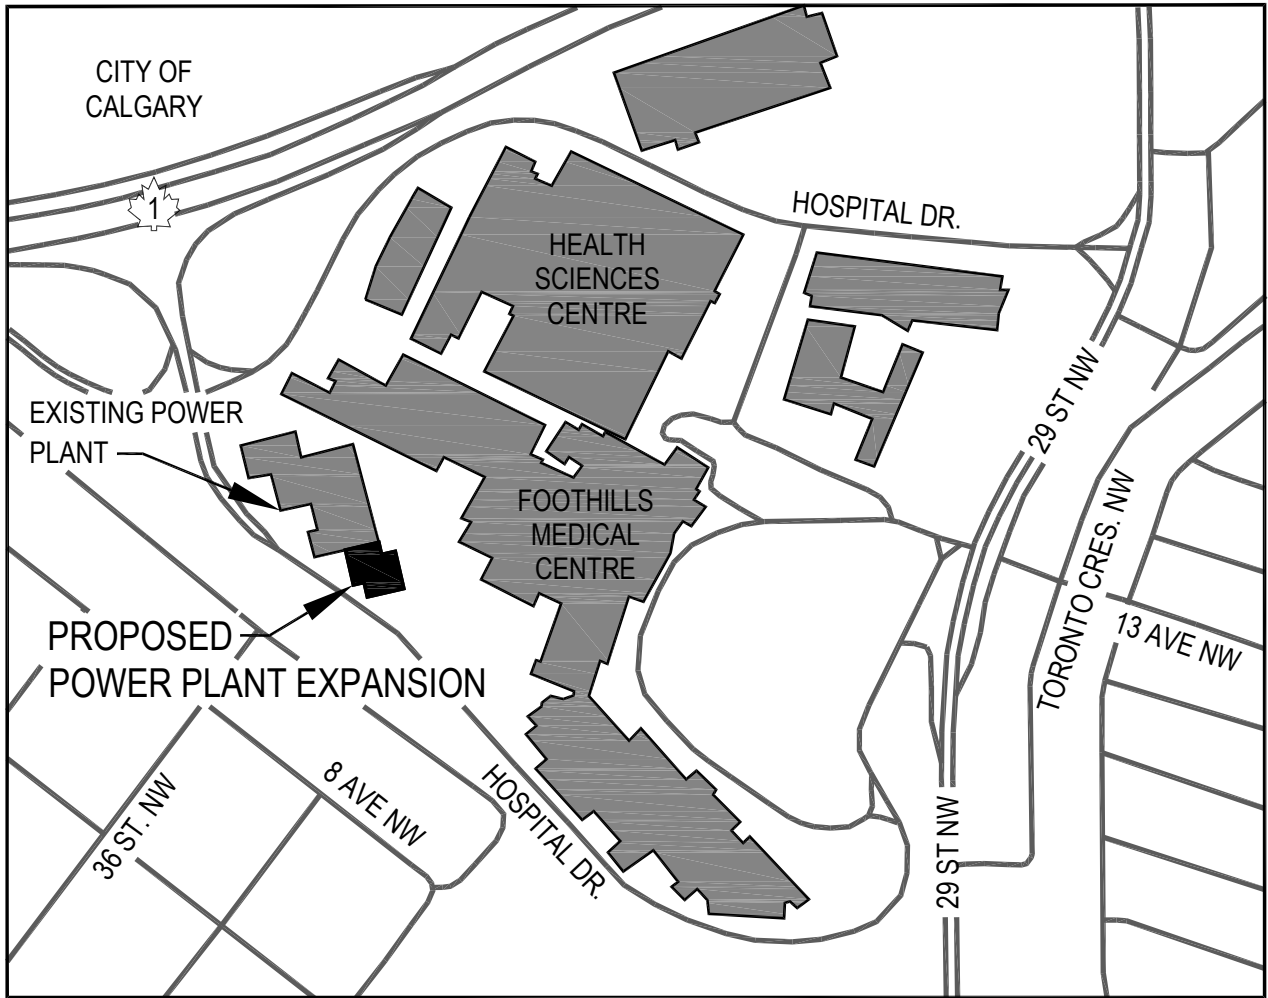 CITY OF
CALGARY
1
HOSPITAL DR.
HEALTH
SCIENCES
CENTRE
29 ST NW
EXISTING POWER
PLANT
FOOTHILLS
MEDICAL
CENTRE
TORONTO CRES. NW
13 AVE NW
PROPOSED
POWER PLANT EXPANSION
36 ST. NW
8 AVE NW
HOSPITAL DR.
29 ST NW